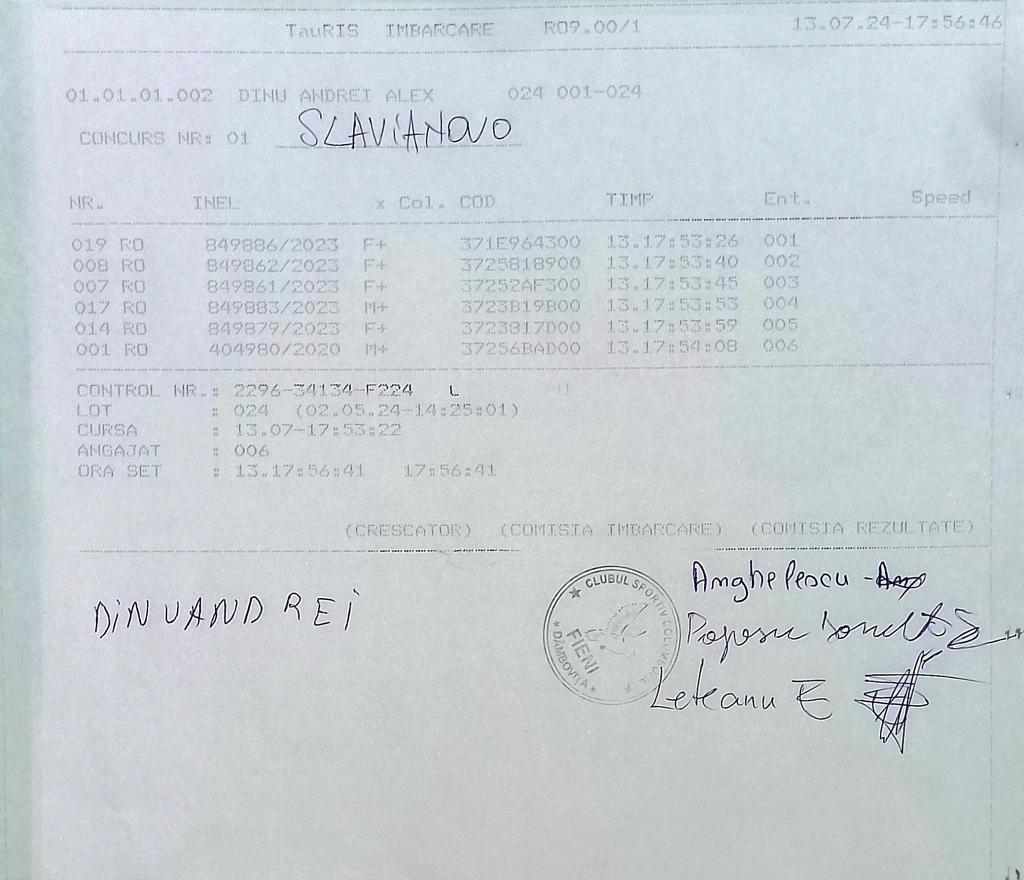 TauRIS IMBARCARE RO9.00/1 13.07.24-17:56:46
01.01.01.002 DINU ANDREI ALEX 024 001-024
CONCURS NR: 01 SLAVIANOVO
NR. INEL x Col. COD TIMP Ent. Speed
019 RO 849886/2023 F+ 371E964300 13.17:53:26 001
008 RO 849862/2023 F+ 3725818900 13.17:53:40 002
007 RO 849861/2023 F+ 37252AF300 13.17:53:45 003
017 RO 849883/2023 M+ 3723B19B00 13.17:53:53 004
014 RO 849879/2023 F+ 3723817D00 13.17:53:59 005
001 RO 404980/2020 M+ 37256BAD00 13.17:54:08 006
CONTROL NR.: 2296-34134-F224 L
LOT : 024 (02.05.24-14:25:01)
CURSA : 13.07-17:53:22
ANGAJAT : 006
ORA SET : 13.17:56:41 17:56:41
(CRESCATOR) (COMISIA IMBARCARE) (COMISIA REZULTATE)
DINU ANDREI
CLUBUL SPORTIV COLUMBOFIL
FIENI
DÂMBOVIȚA
Anghelescu
Popescu
Leteanu E